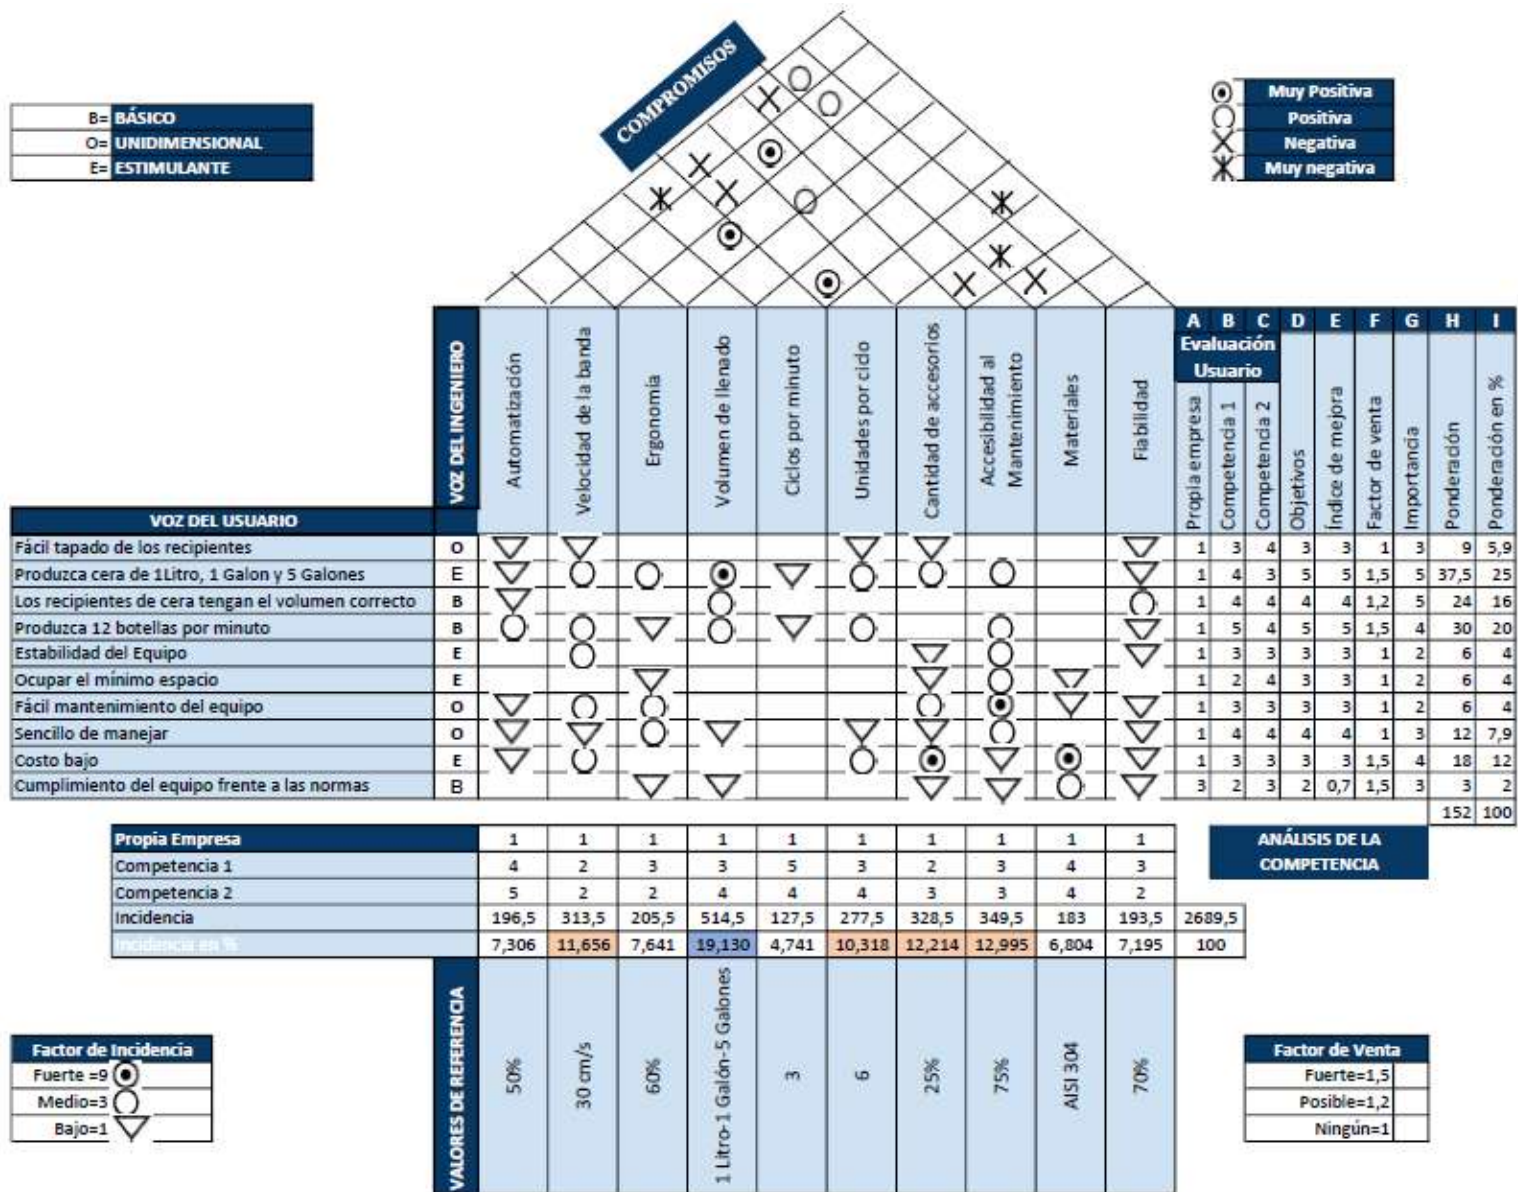 COMPROMISOS
B= BÁSICO
O= UNIDIMENSIONAL
E= ESTIMULANTE
Muy Positiva
Positiva
Negativa
Muy negativa
VOZ DEL INGENIERO
Automatización
Velocidad de la banda
Ergonomía
Volumen de llenado
Ciclos por minuto
Unidades por ciclo
Cantidad de accesorios
Accesibilidad al
Mantenimiento
Materiales
Fiabilidad
A B C D E F G H I
Evaluación
Usuario
Propia empresa
Competencia 1
Competencia 2
Objetivos
Índice de mejora
Factor de venta
Importancia
Ponderación
Ponderación en %
VOZ DEL USUARIO
Fácil tapado de los recipientes O 1 3 4 3 3 1 3 9 5,9
Produzca cera de 1Litro, 1 Galon y 5 Galones E 1 4 3 5 5 1,5 5 37,5 25
Los recipientes de cera tengan el volumen correcto B 1 4 4 4 4 1,2 5 24 16
Produzca 12 botellas por minuto B 1 5 4 5 5 1,5 4 30 20
Estabilidad del Equipo E 1 3 3 3 3 1 2 6 4
Ocupar el mínimo espacio E 1 2 4 3 3 1 2 6 4
Fácil mantenimiento del equipo O 1 3 3 3 3 1 2 6 4
Sencillo de manejar O 1 4 4 4 4 1 3 12 7,9
Costo bajo E 1 3 3 3 3 1,5 4 18 12
Cumplimiento del equipo frente a las normas B 3 2 3 2 0,7 1,5 3 3 2
152 100
Propia Empresa 1 1 1 1 1 1 1 1 1 1
Competencia 1 4 2 3 3 5 3 2 3 4 3
Competencia 2 5 2 2 4 4 4 3 3 4 2
Incidencia 196,5 313,5 205,5 514,5 127,5 277,5 328,5 349,5 183 193,5 2689,5
Incidencia en % 7,306 11,656 7,641 19,130 4,741 10,318 12,214 12,995 6,804 7,195 100
ANÁLISIS DE LA
COMPETENCIA
VALORES DE REFERENCIA
50%
30 cm/s
60%
1 Litro-1 Galón-5 Galones
3
6
25%
75%
AISI 304
70%
Factor de Incidencia
Fuerte =9
Medio=3
Bajo=1
Factor de Venta
Fuerte=1,5
Posible=1,2
Ningún=1